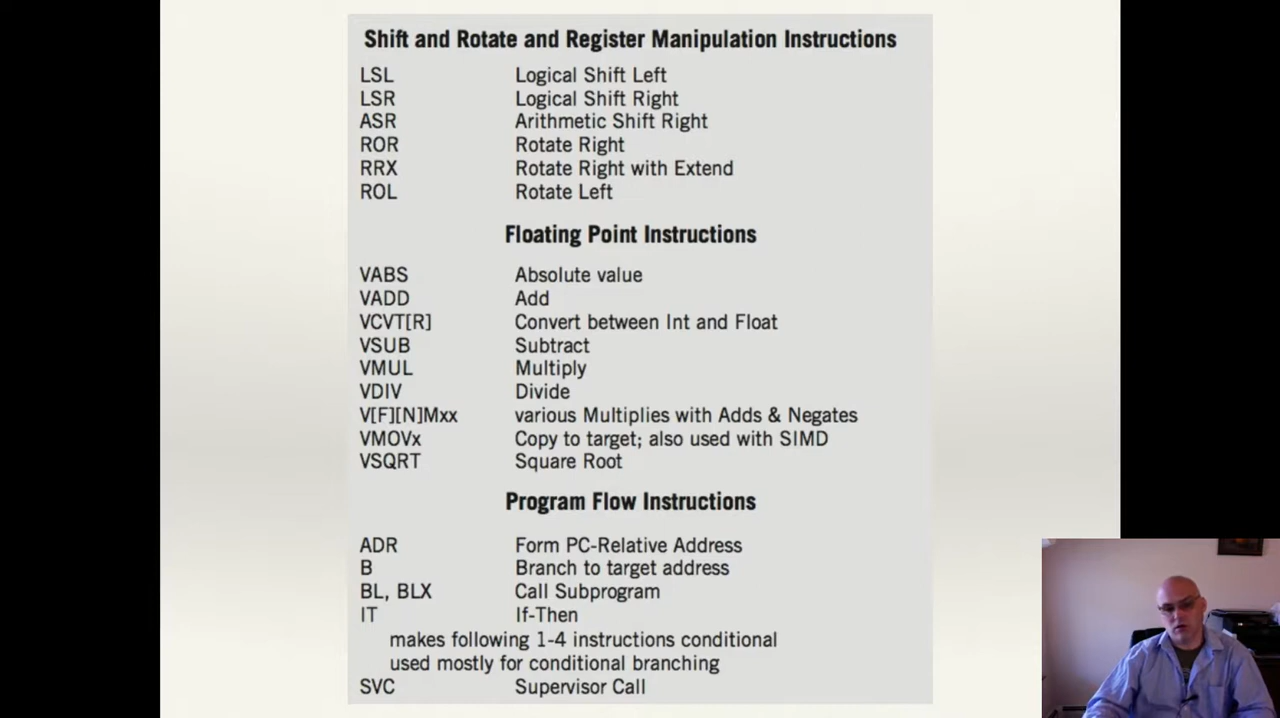 Shift and Rotate and Register Manipulation Instructions
LSL Logical Shift Left
LSR Logical Shift Right
ASR Arithmetic Shift Right
ROR Rotate Right
RRX Rotate Right with Extend
ROL Rotate Left
Floating Point Instructions
VABS Absolute value
VADD Add
VCVT[R] Convert between Int and Float
VSUB Subtract
VMUL Multiply
VDIV Divide
V[F][N]Mxx various Multiplies with Adds & Negates
VMOVx Copy to target; also used with SIMD
VSQRT Square Root
Program Flow Instructions
ADR Form PC-Relative Address
B Branch to target address
BL, BLX Call Subprogram
IT If-Then
makes following 1-4 instructions conditional
used mostly for conditional branching
SVC Supervisor Call